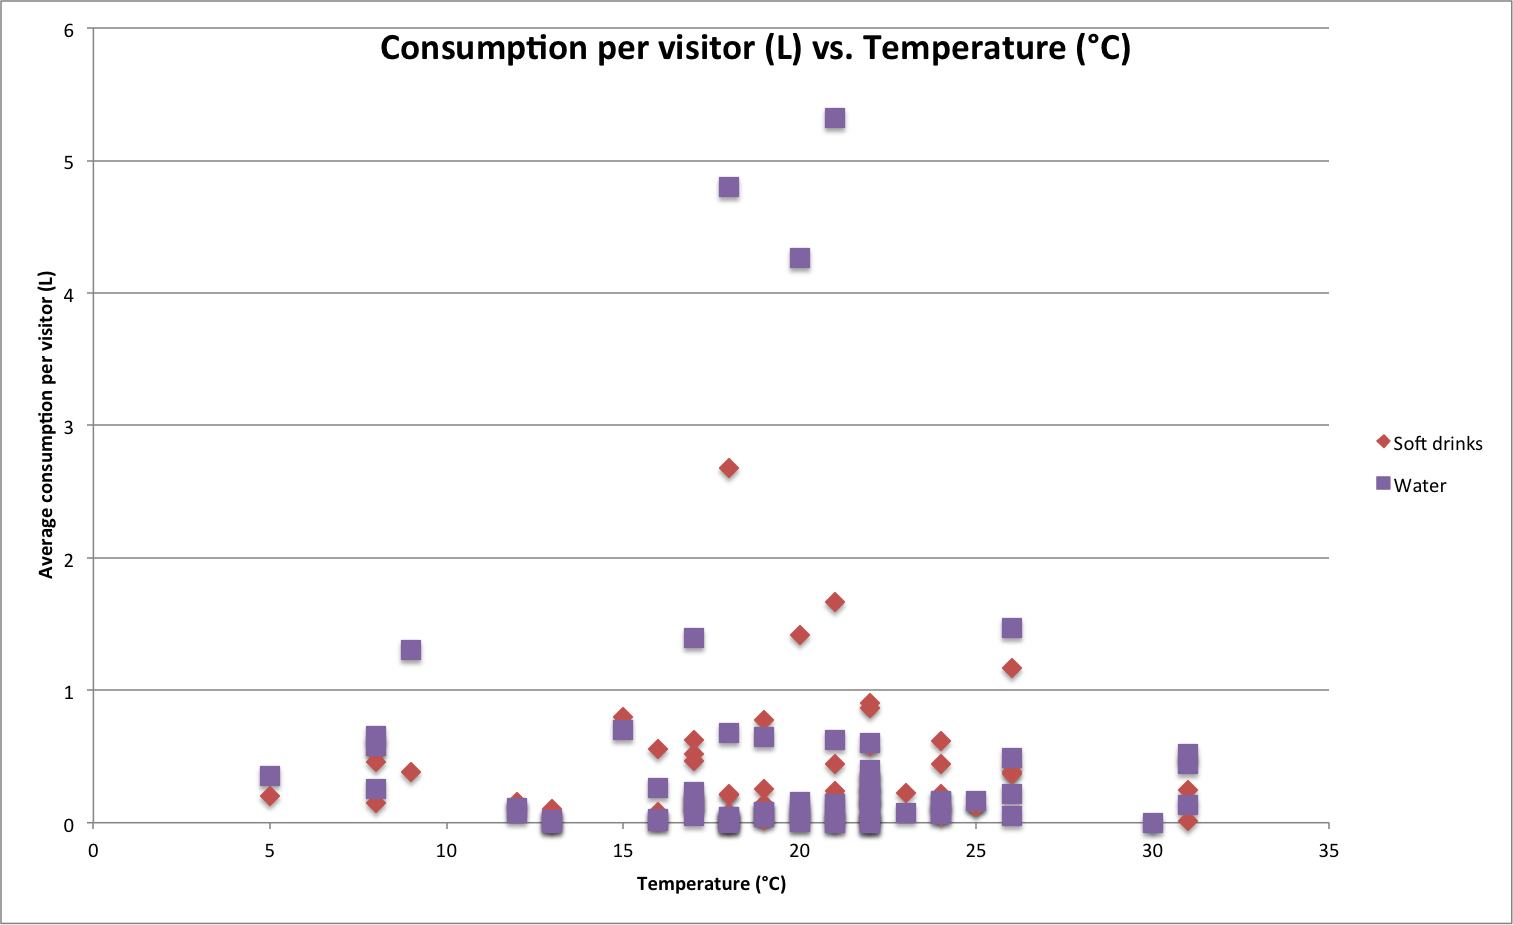 Consumption per visitor (L) vs. Temperature (°C)
6
5
4
3
2
1
0
Average consumption per visitor (L)
0 5 10 15 20 25 30 35
Temperature (°C)
Soft drinks
Water